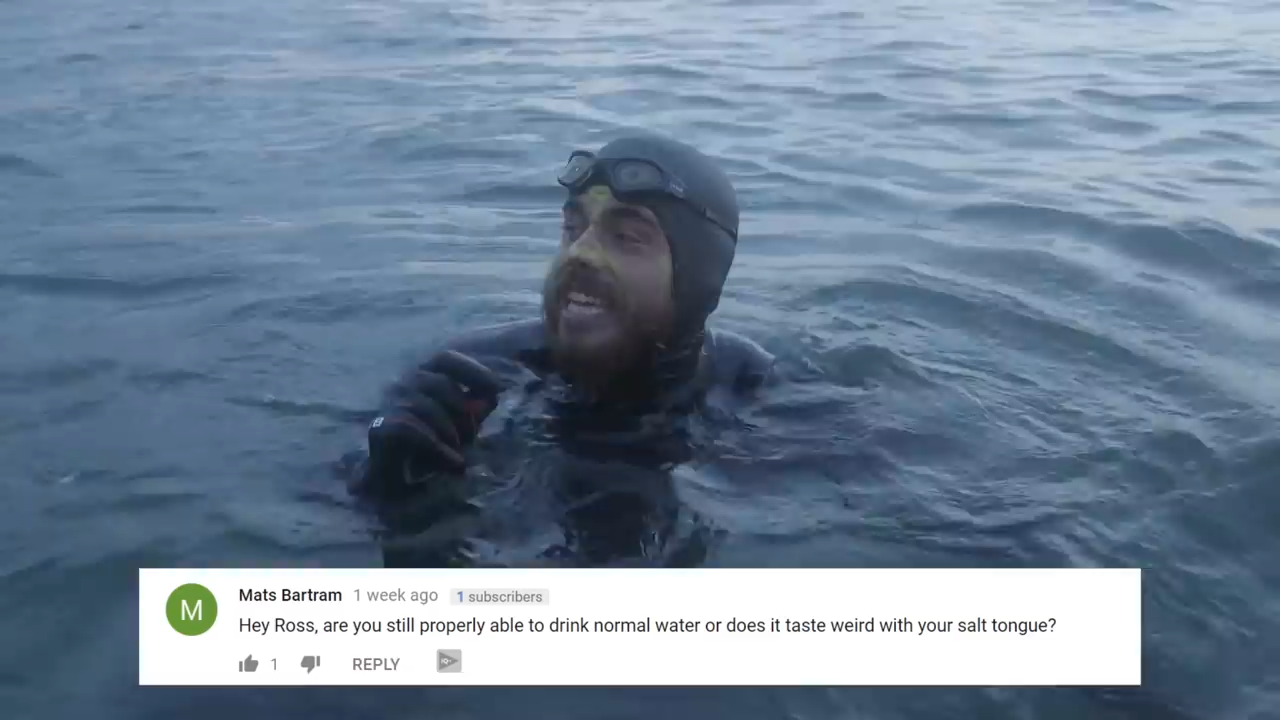 M
Mats Bartram 1 week ago 1 subscribers
Hey Ross, are you still properly able to drink normal water or does it taste weird with your salt tongue?
1 REPLY